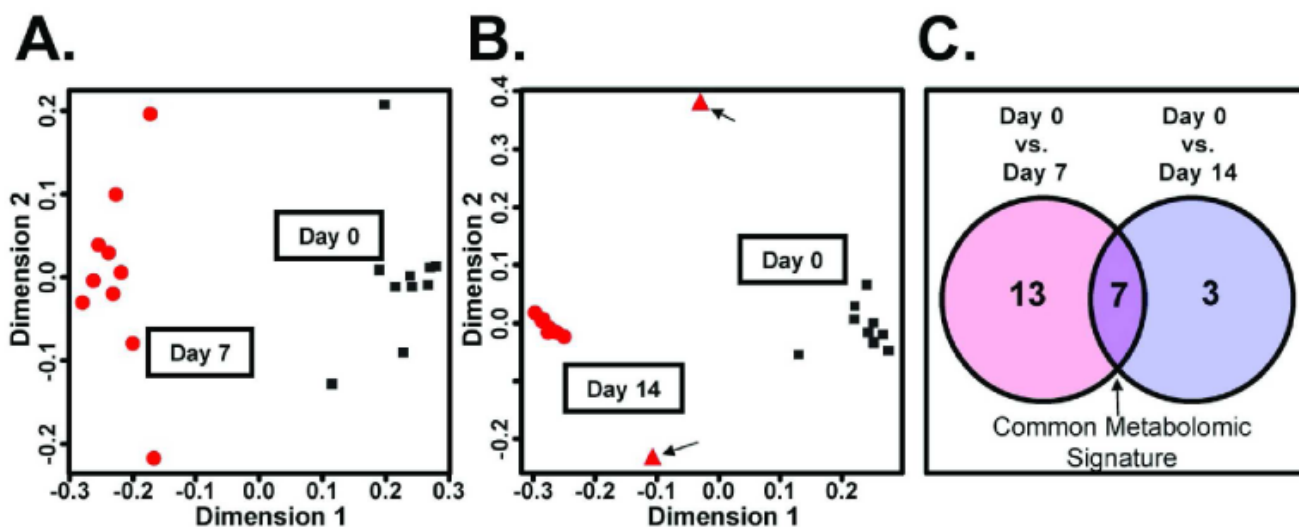 A.
B.
C.
0.2
0.1
0.0
-0.1
-0.2
Dimension 2
Day 0
Day 7
-0.3
-0.2
-0.1
0.0
0.1
0.2
0.3
Dimension 1
0.4
0.3
0.2
0.1
0.0
-0.2
Dimension 2
Day 0
Day 14
-0.3
-0.2
-0.1
0.0
0.1
0.2
Dimension 1
Day 0
vs.
Day 7
Day 0
vs.
Day 14
13
7
3
Common Metabolomic
Signature